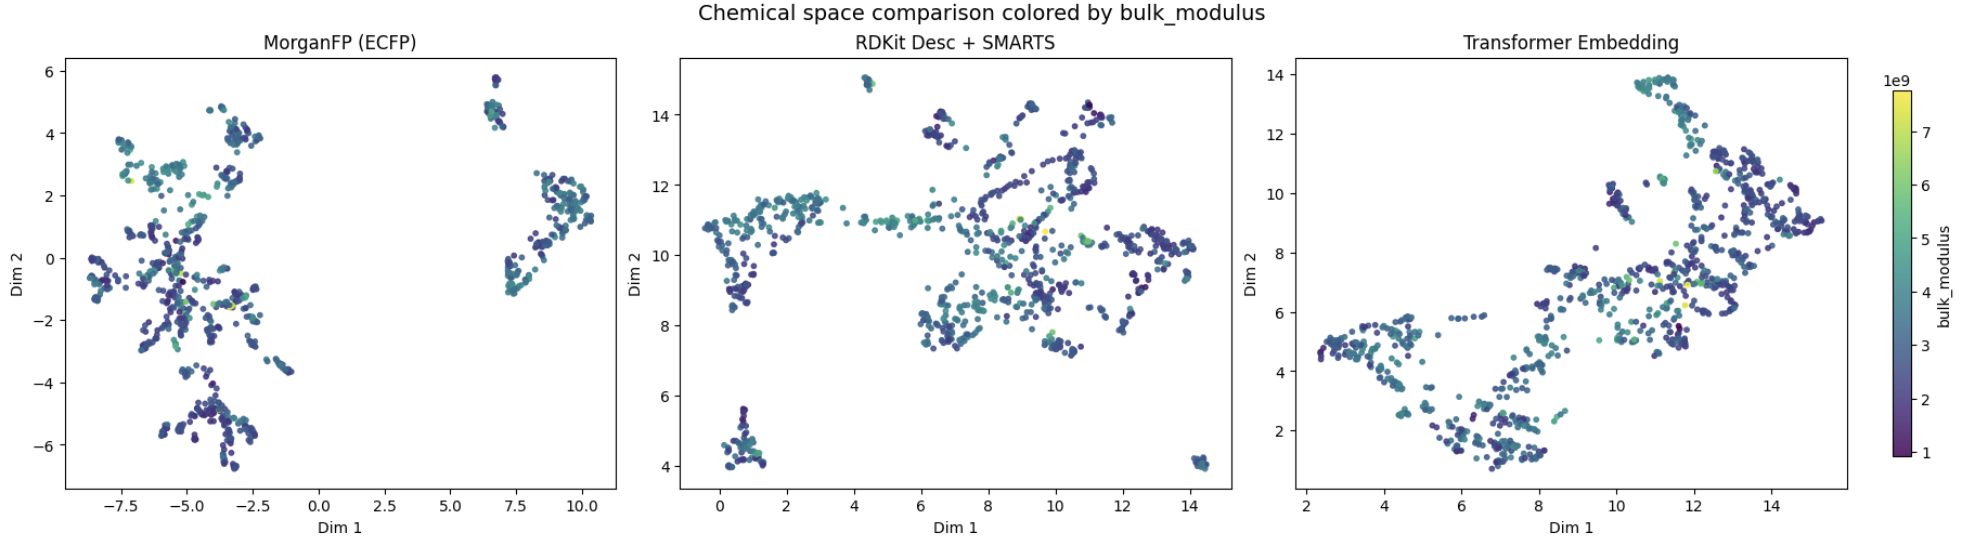 Chemical space comparison colored by bulk_modulus
MorganFP (ECFP)
6
4
2
0
−2
−4
−6
Dim 2
−7.5 −5.0 −2.5 0.0 2.5 5.0 7.5 10.0
Dim 1
RDKit Desc + SMARTS
14
12
10
8
6
4
Dim 2
0 2 4 6 8 10 12 14
Dim 1
Transformer Embedding
14
12
10
8
6
4
2
Dim 2
2 4 6 8 10 12 14
Dim 1
1e9
7
6
5
4
3
2
1
bulk_modulus